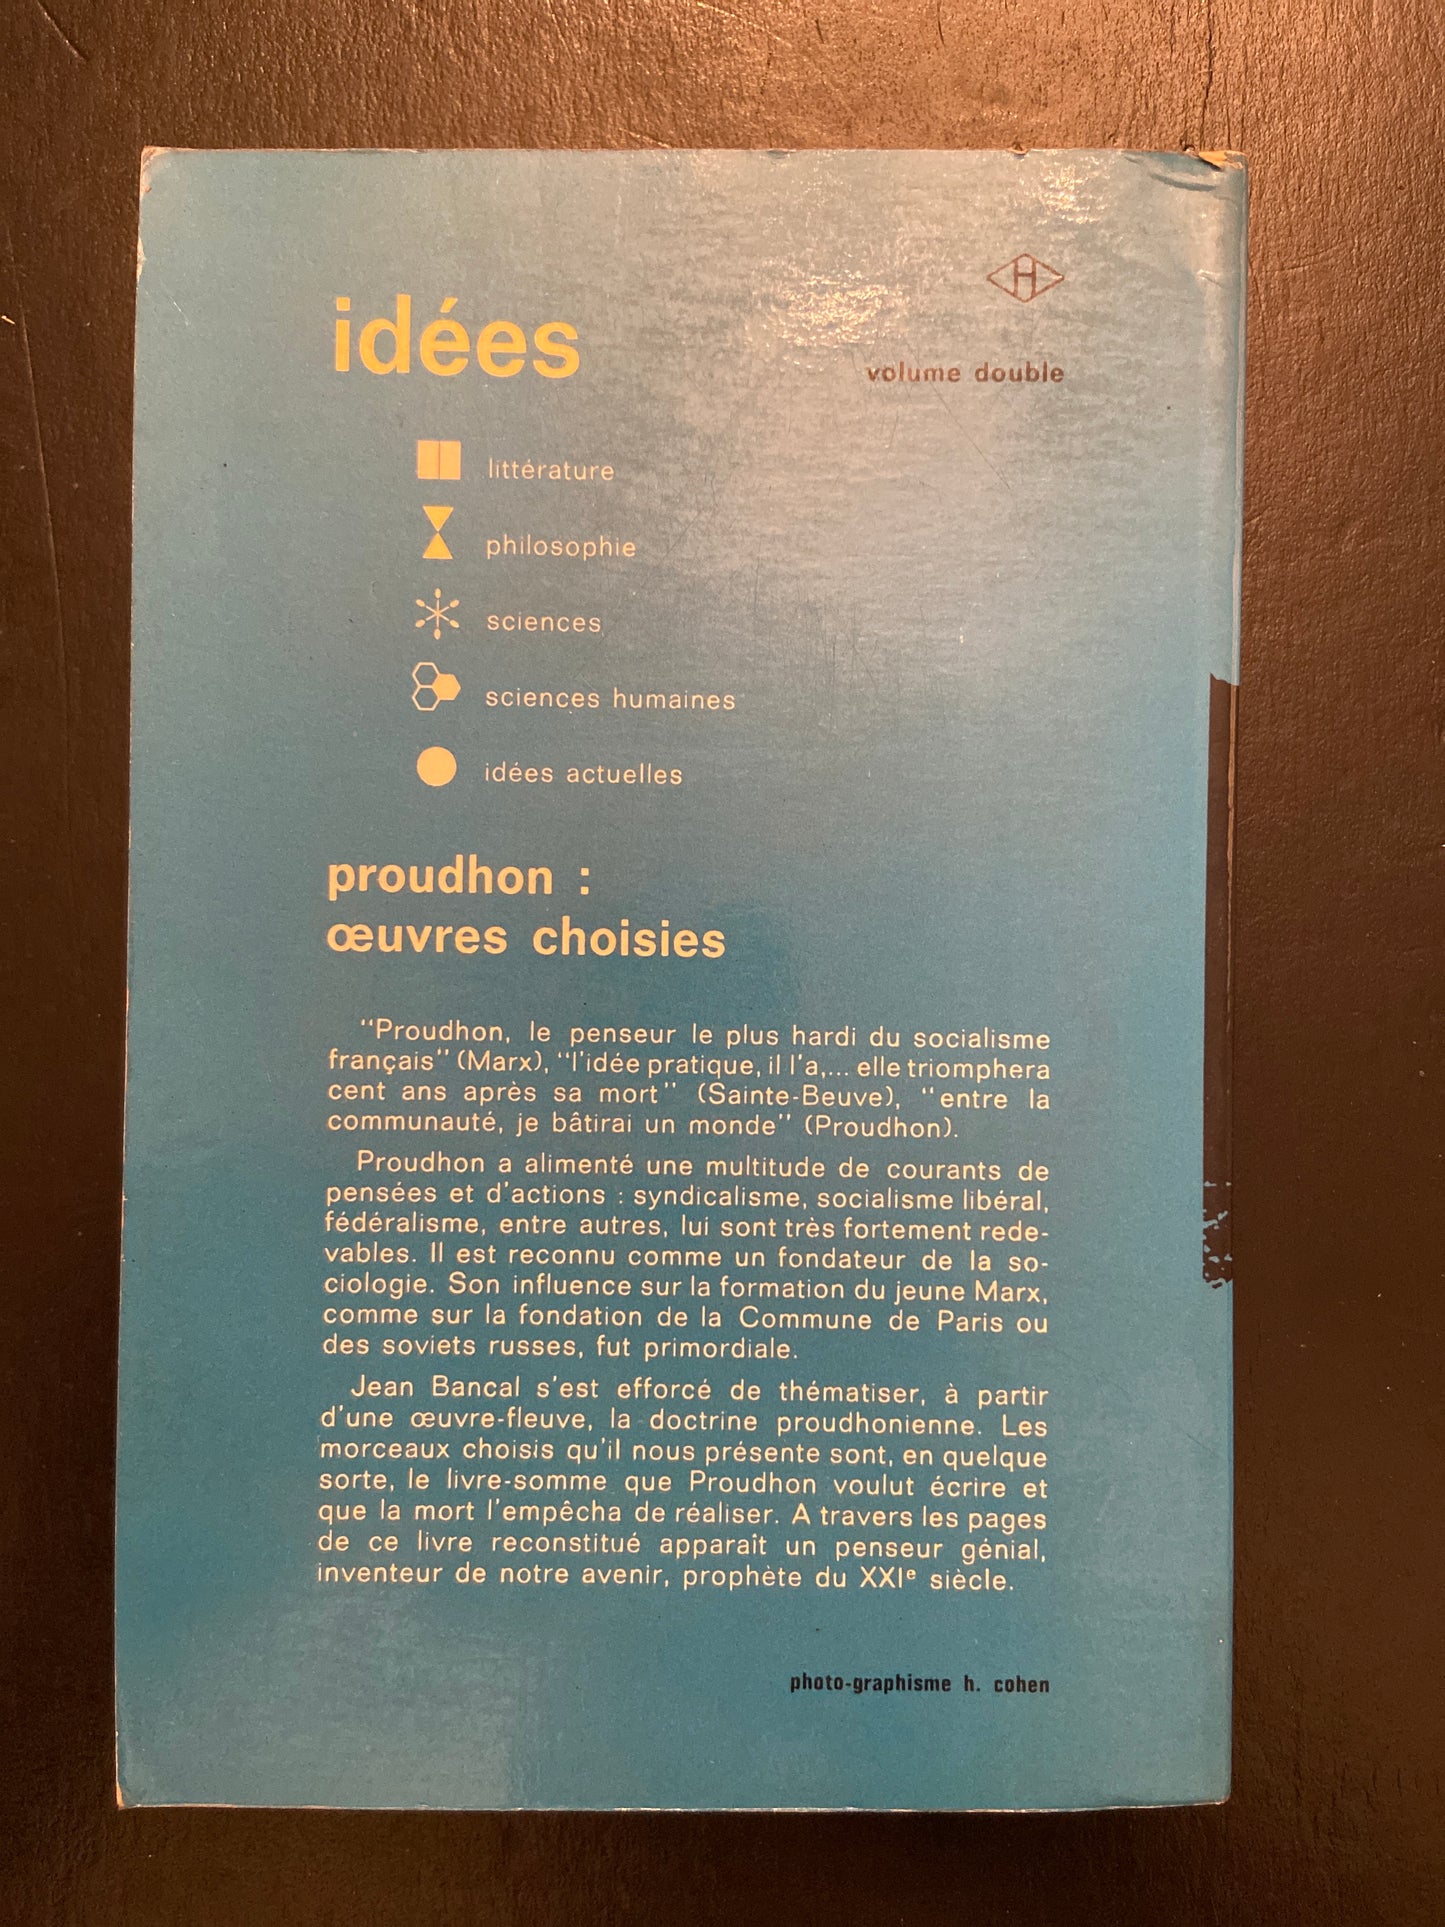 H
idées
volume double
littérature
philosophie
sciences
sciences humaines
idées actuelles
proudhon :
œuvres choisies
"Proudhon, le penseur le plus hardi du socialisme
français" (Marx), "l'idée pratique, il l'a,... elle triomphera
cent ans après sa mort" (Sainte-Beuve), "entre la
communauté, je bâtirai un monde" (Proudhon).
Proudhon a alimenté une multitude de courants de
pensées et d'actions : syndicalisme, socialisme libéral,
fédéralisme, entre autres, lui sont très fortement rede-
vables. Il est reconnu comme un fondateur de la so-
ciologie. Son influence sur la formation du jeune Marx,
comme sur la fondation de la Commune de Paris ou
des soviets russes, fut primordiale.
Jean Bancal s'est efforcé de thématiser, à partir
d'une œuvre-fleuve, la doctrine proudhonienne. Les
morceaux choisis qu'il nous présente sont, en quelque
sorte, le livre-somme que Proudhon voulut écrire et
que la mort l'empêcha de réaliser. A travers les pages
de ce livre reconstitué apparaît un penseur génial,
inventeur de notre avenir, prophète du XXIe siècle.
photo-graphisme h. cohen